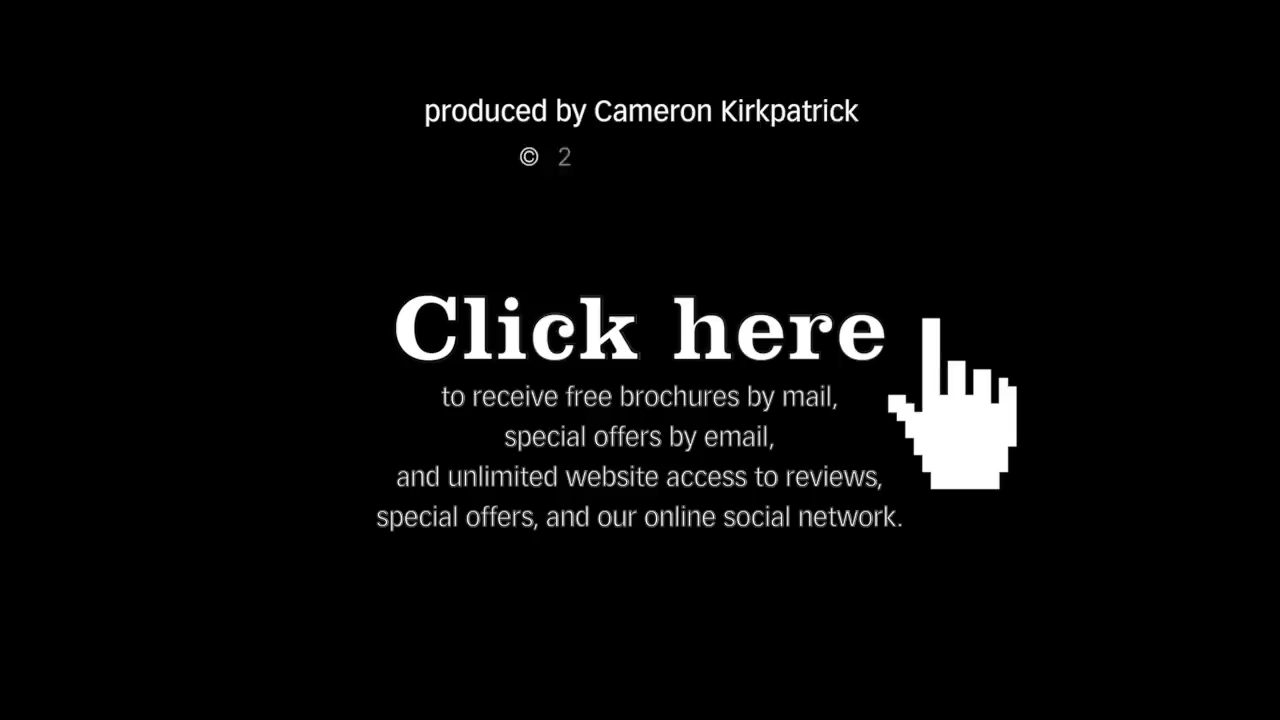 produced by Cameron Kirkpatrick
© 2
Click here
to receive free brochures by mail,
special offers by email,
and unlimited website access to reviews,
special offers, and our online social network.